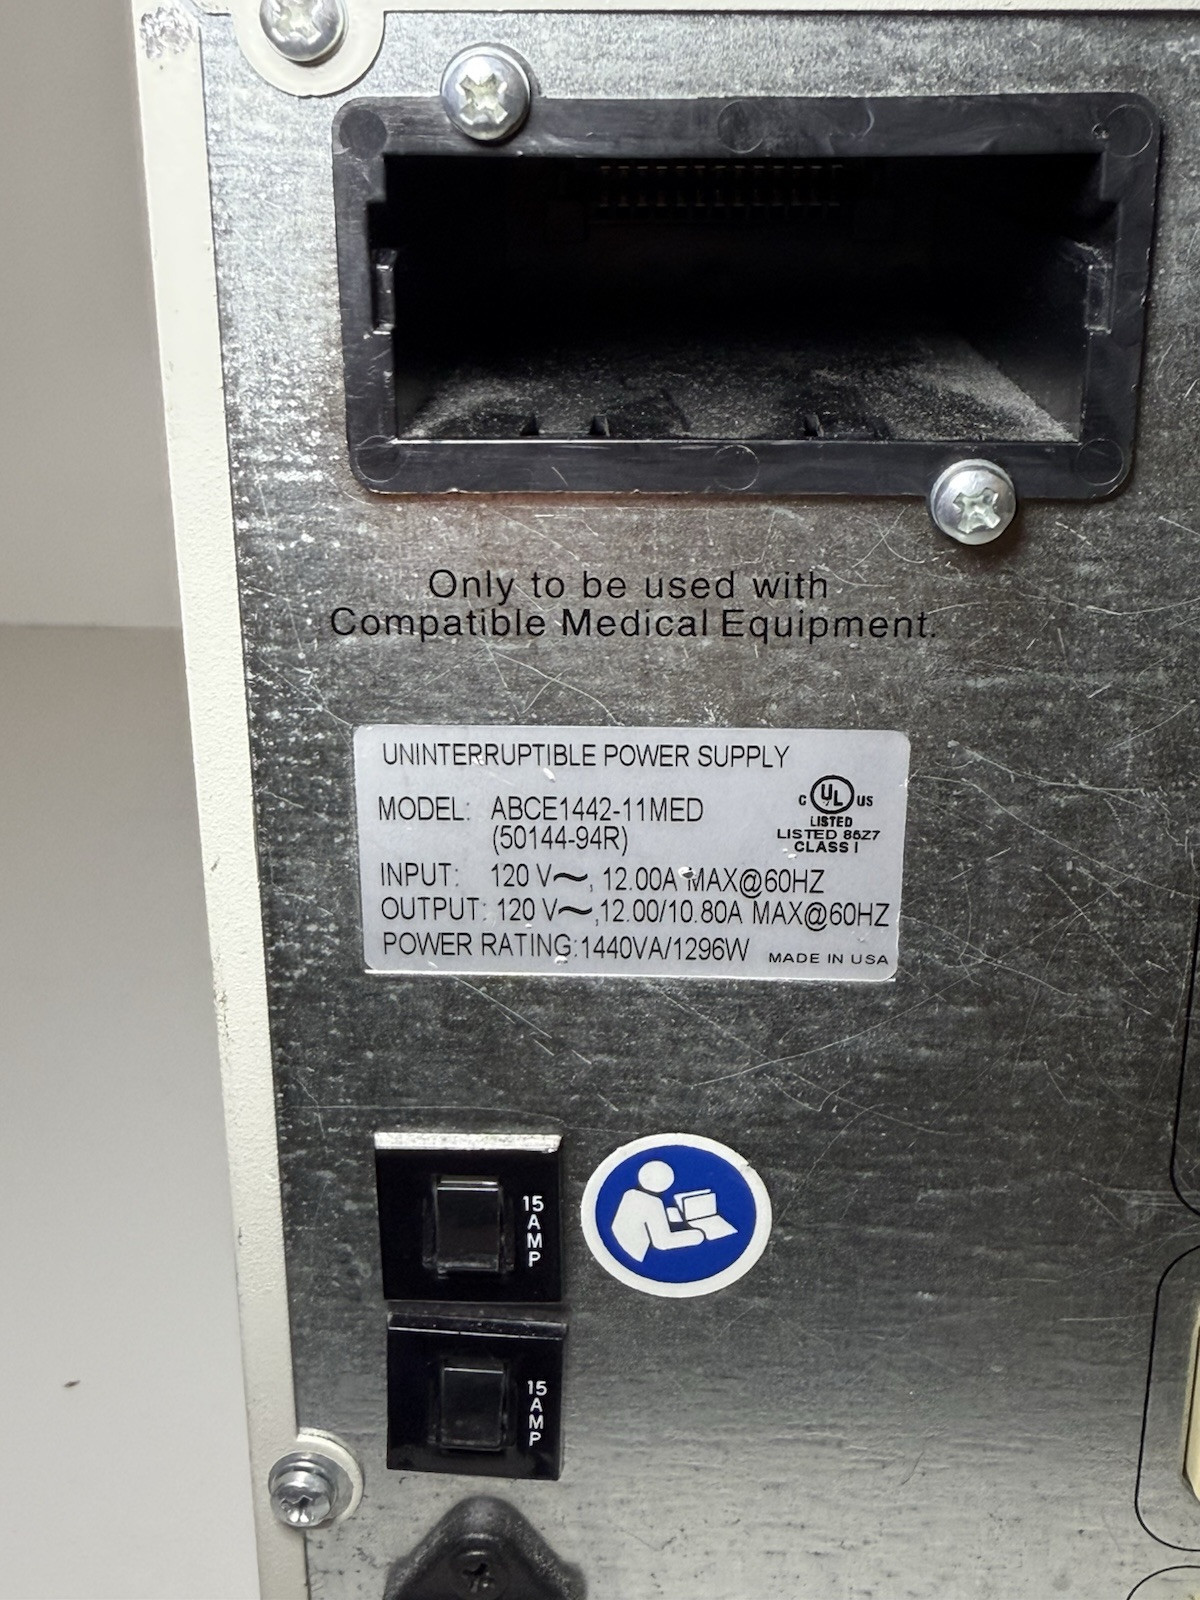 Only to be used with
Compatible Medical Equipment.
UNINTERRUPTIBLE POWER SUPPLY
MODEL: ABCE1442-11MED
(50144-94R)
C UL US
LISTED
LISTED 86Z7
CLASS I
INPUT: 120 V~, 12.00A MAX@60HZ
OUTPUT: 120 V~,12.00/10.80A MAX@60HZ
POWER RATING:1440VA/1296W
MADE IN USA
15
AMP
15
AMP